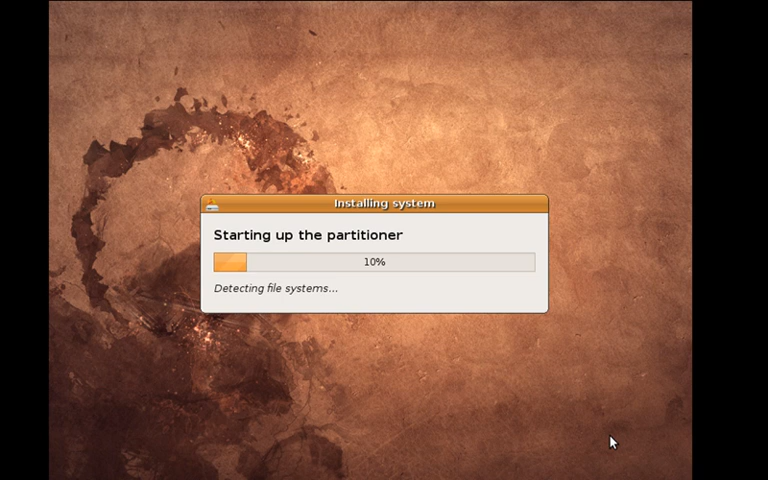 Installing system
Starting up the partitioner
10%
Detecting file systems...